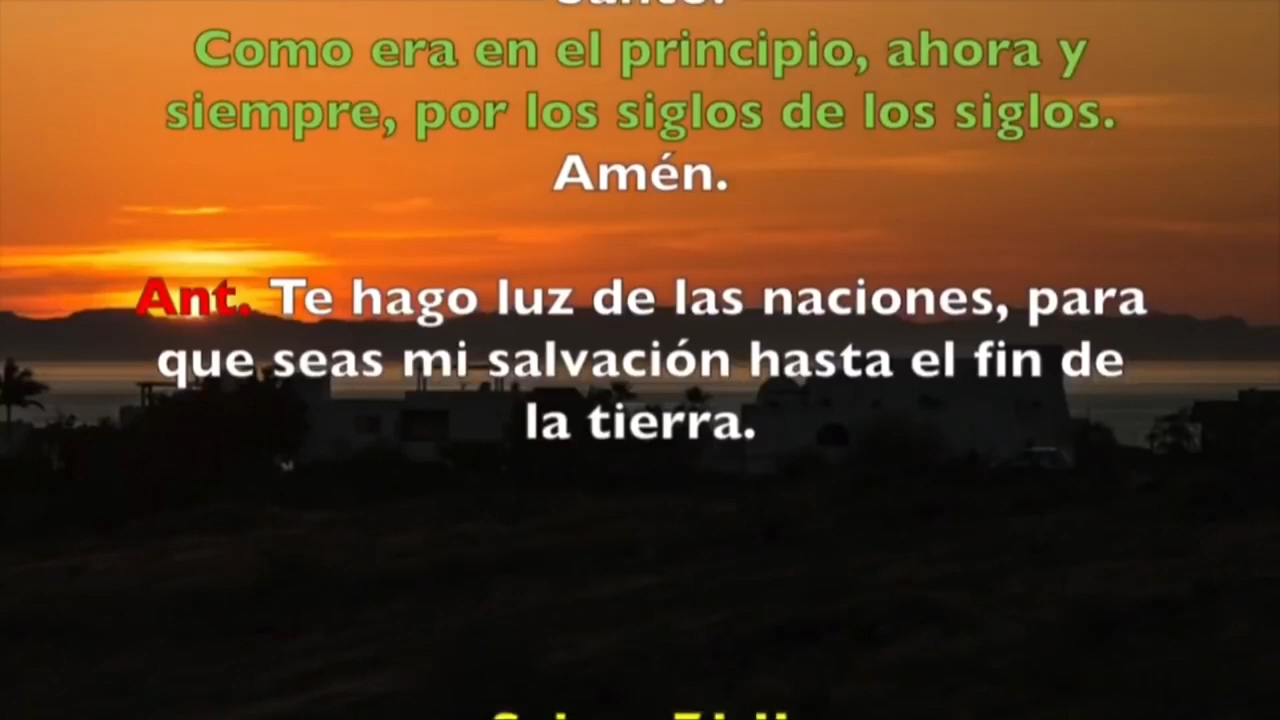 Como era en el principio, ahora y
siempre, por los siglos de los siglos.
Amén.
Ant. Te hago luz de las naciones, para
que seas mi salvación hasta el fin de
la tierra.